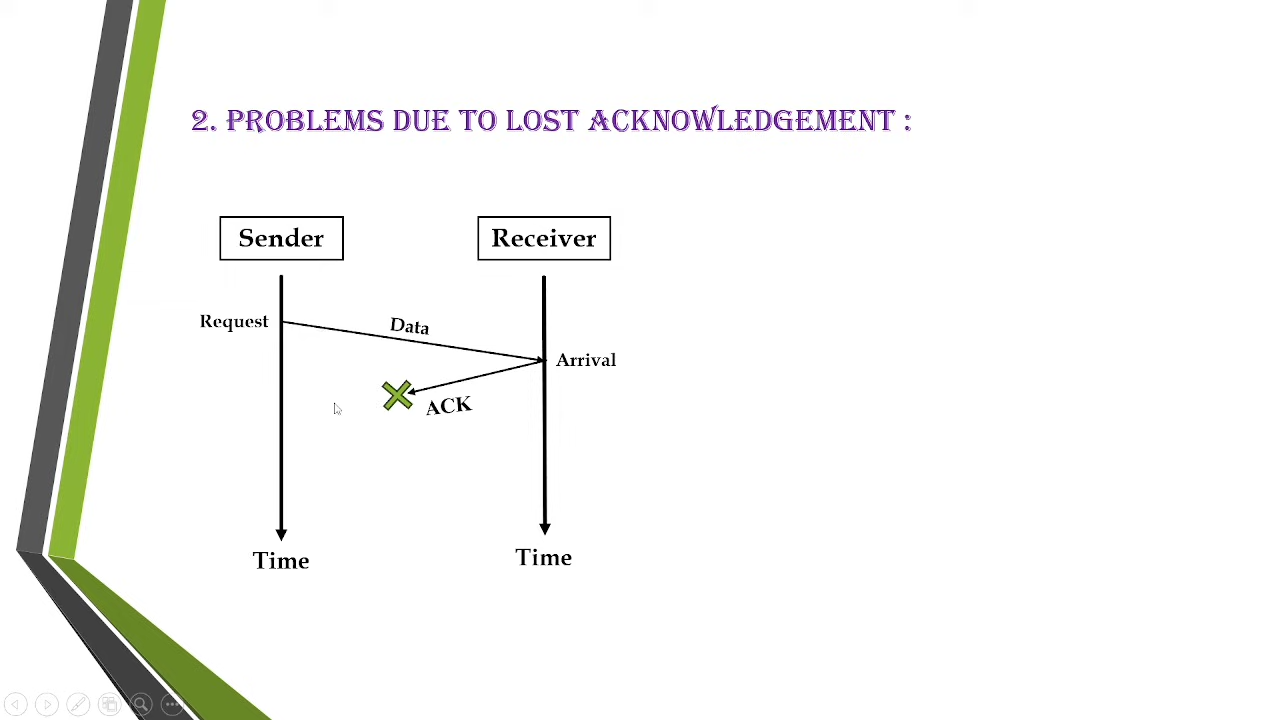 2. PROBLEMS DUE TO LOST ACKNOWLEDGEMENT :
Sender
Receiver
Request
Data
Arrival
ACK
Time
Time